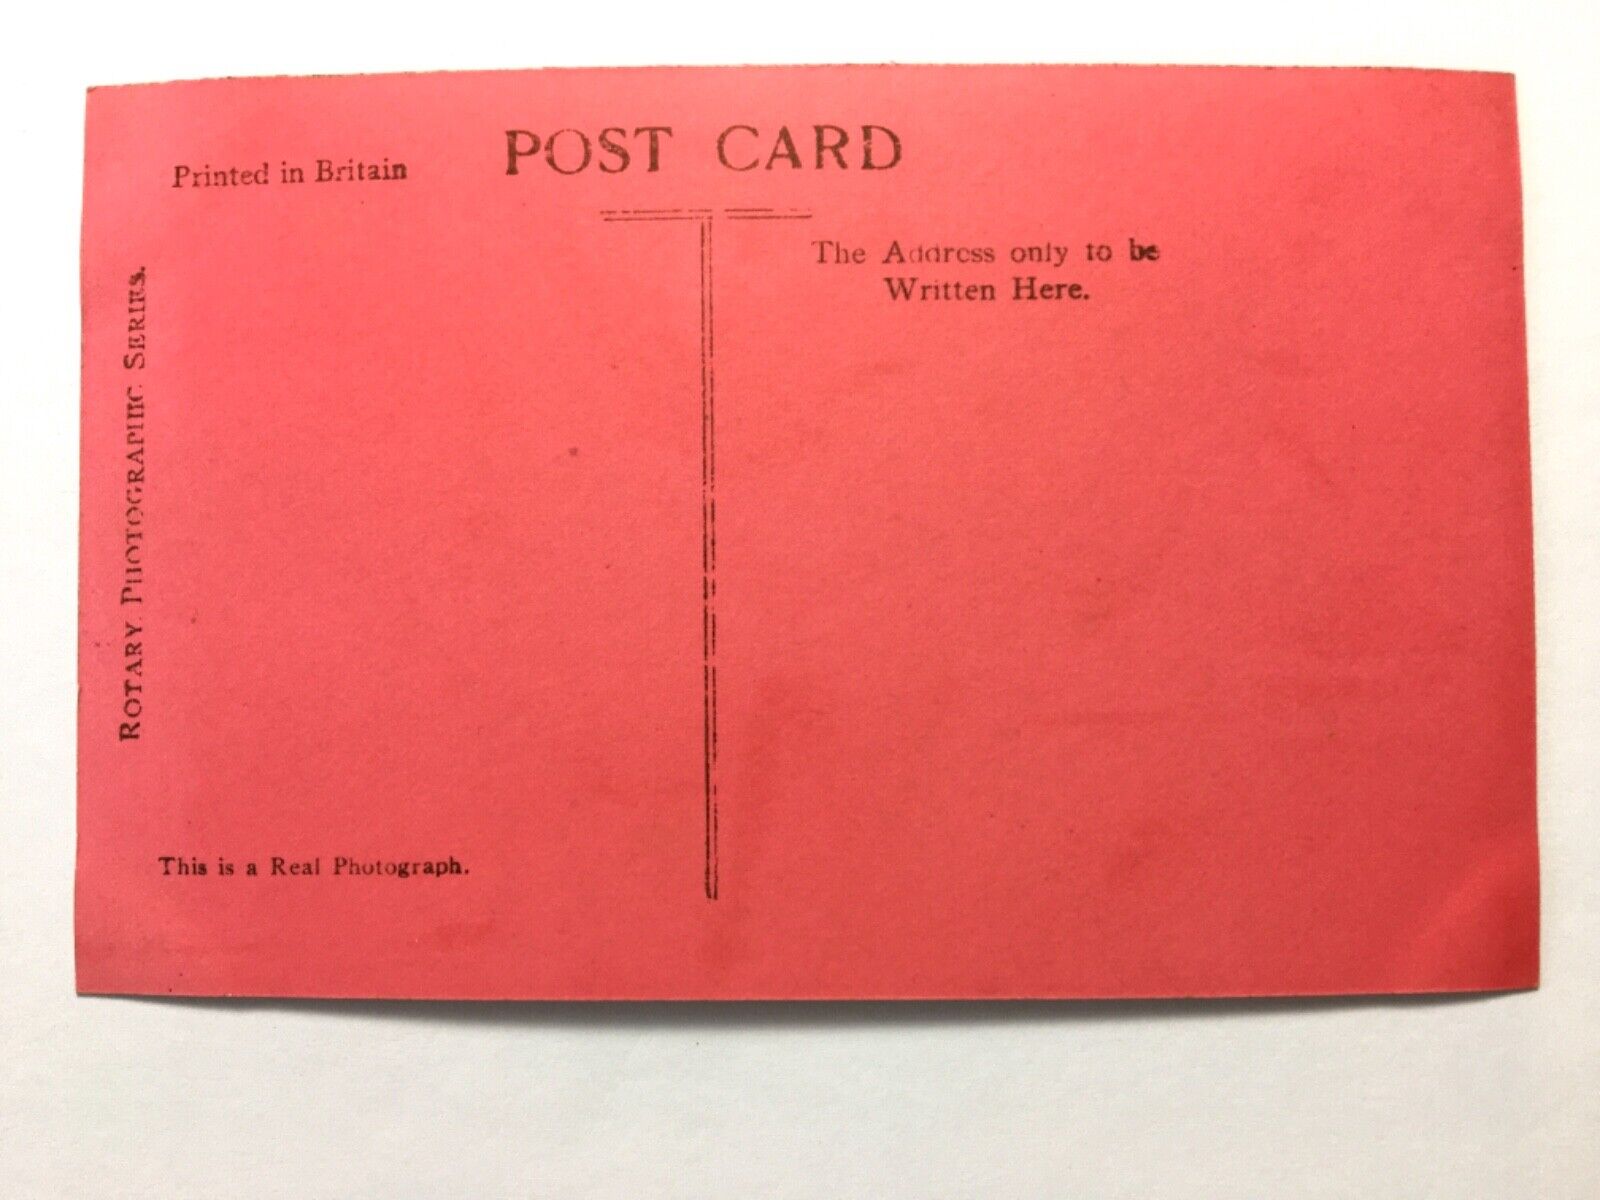 POST CARD
Printed in Britain
The Address only to be
Written Here.
ROTARY PHOTOGRAPHIC SERIES.
This is a Real Photograph.